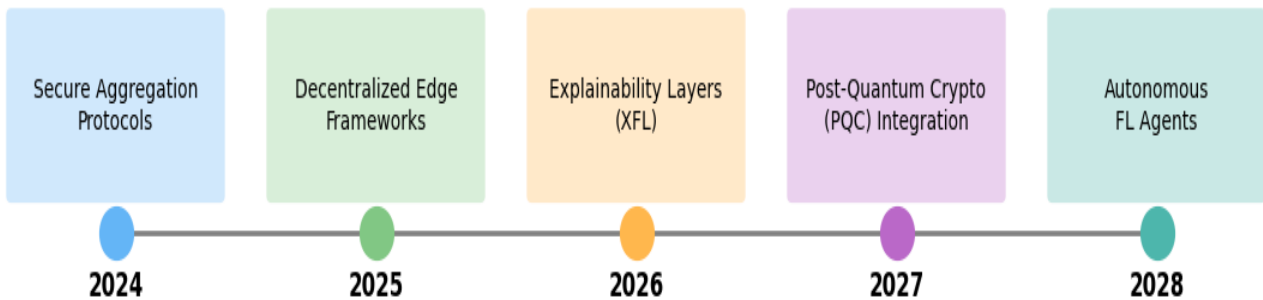 Secure Aggregation
Protocols
Decentralized Edge
Frameworks
Explainability Layers
(XFL)
Post-Quantum Crypto
(PQC) Integration
Autonomous
FL Agents
2024
2025
2026
2027
2028